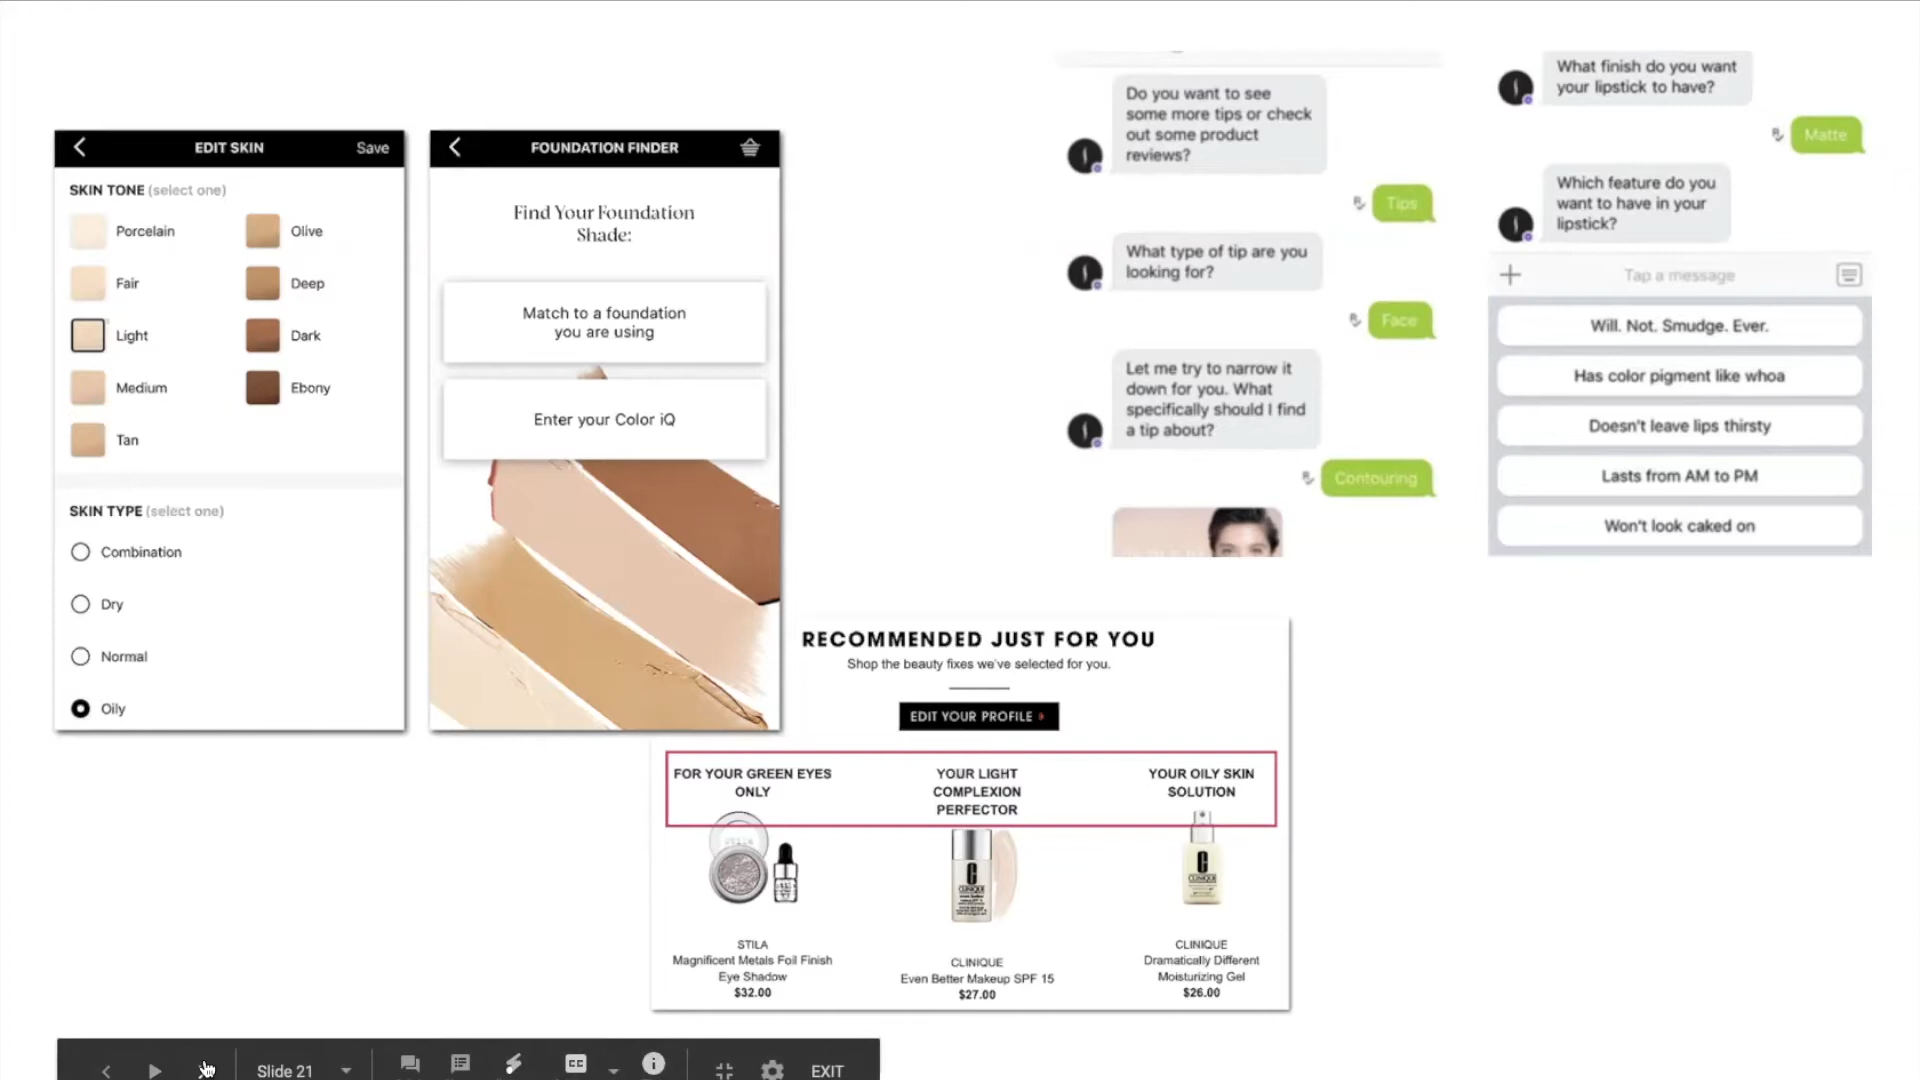 EDIT SKIN
Save
SKIN TONE (select one)
Porcelain
Olive
Fair
Deep
Light
Dark
Medium
Ebony
Tan
SKIN TYPE (select one)
Combination
Dry
Normal
Oily
FOUNDATION FINDER
Find Your Foundation
Shade:
Match to a foundation
you are using
Enter your Color iQ
Do you want to see
some more tips or check
out some product
reviews?
Tips
What type of tip are you
looking for?
Face
Let me try to narrow it
down for you. What
specifically should I find
a tip about?
Contouring
What finish do you want
your lipstick to have?
Matte
Which feature do you
want to have in your
lipstick?
Tap a message
Will. Not. Smudge. Ever.
Has color pigment like whoa
Doesn't leave lips thirsty
Lasts from AM to PM
Won't look caked on
RECOMMENDED JUST FOR YOU
Shop the beauty fixes we've selected for you.
EDIT YOUR PROFILE
FOR YOUR GREEN EYES
ONLY
YOUR LIGHT
COMPLEXION
PERFECTOR
YOUR OILY SKIN
SOLUTION
CLINIQUE
STILA
Magnificent Metals Foil Finish
Eye Shadow
$32.00
CLINIQUE
Even Better Makeup SPF 15
$27.00
CLINIQUE
Dramatically Different
Moisturizing Gel
$26.00
Slide 21
CC
EXIT